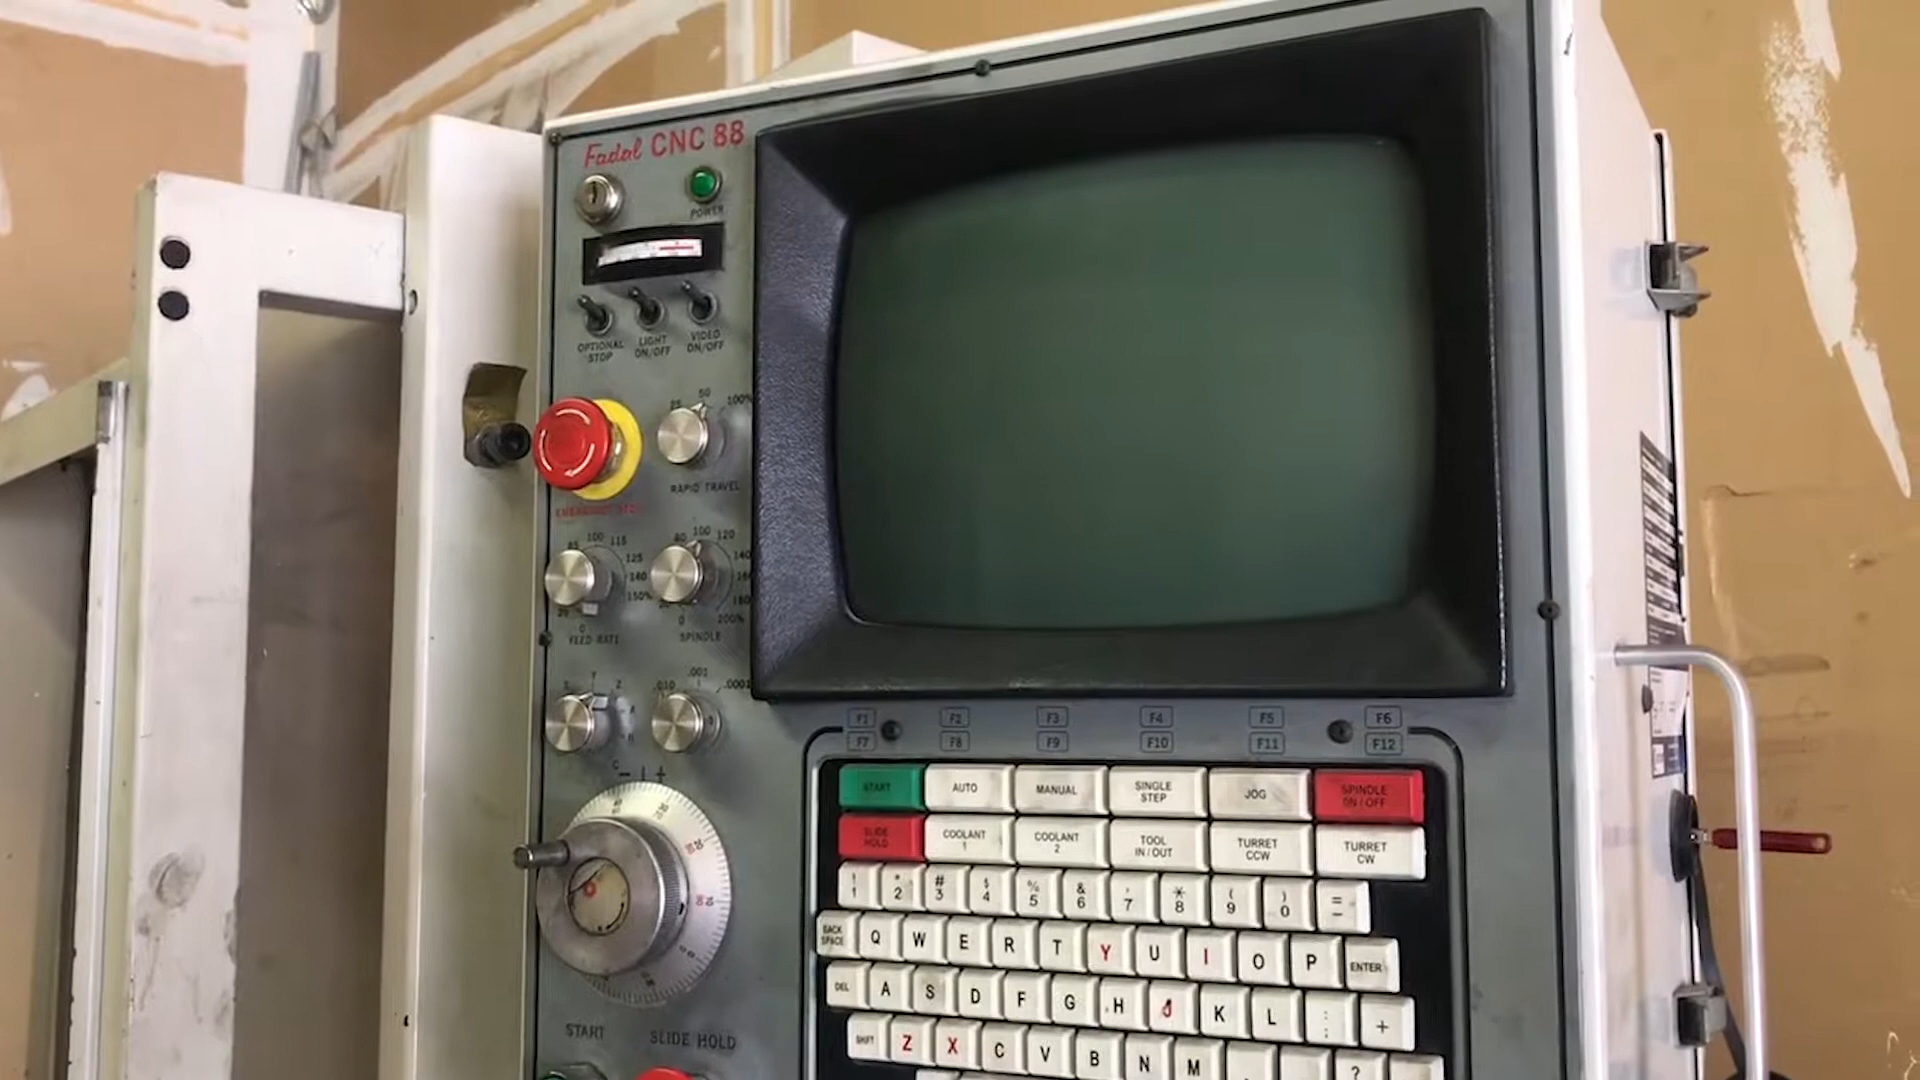 Fadal CNC 88
POWER
OPTIONAL STOP
LIGHT ON/OFF
VIDEO ON/OFF
25 50 100%
RAPID TRAVEL
EMERGENCY STOP
85 100 115 125 140 150%
0
FEED RATE
80 100 120 140 160 180 200%
0
SPINDLE
Y Z
.010 .001 .0001
- +
F1 F2 F3 F4 F5 F6
F7 F8 F9 F10 F11 F12
START AUTO MANUAL SINGLE STEP JOG SPINDLE ON/OFF
SLIDE HOLD COOLANT 1 COOLANT 2 TOOL IN/OUT TURRET CCW TURRET CW
! 1 " 2 # 3 $ 4 % 5 & 6 ' 7 * 8 ( 9 ) 0 = -
BACK SPACE Q W E R T Y U I O P ENTER
DEL A S D F G H J K L : ; +
SHIFT Z X C V B N M ?
START SLIDE HOLD